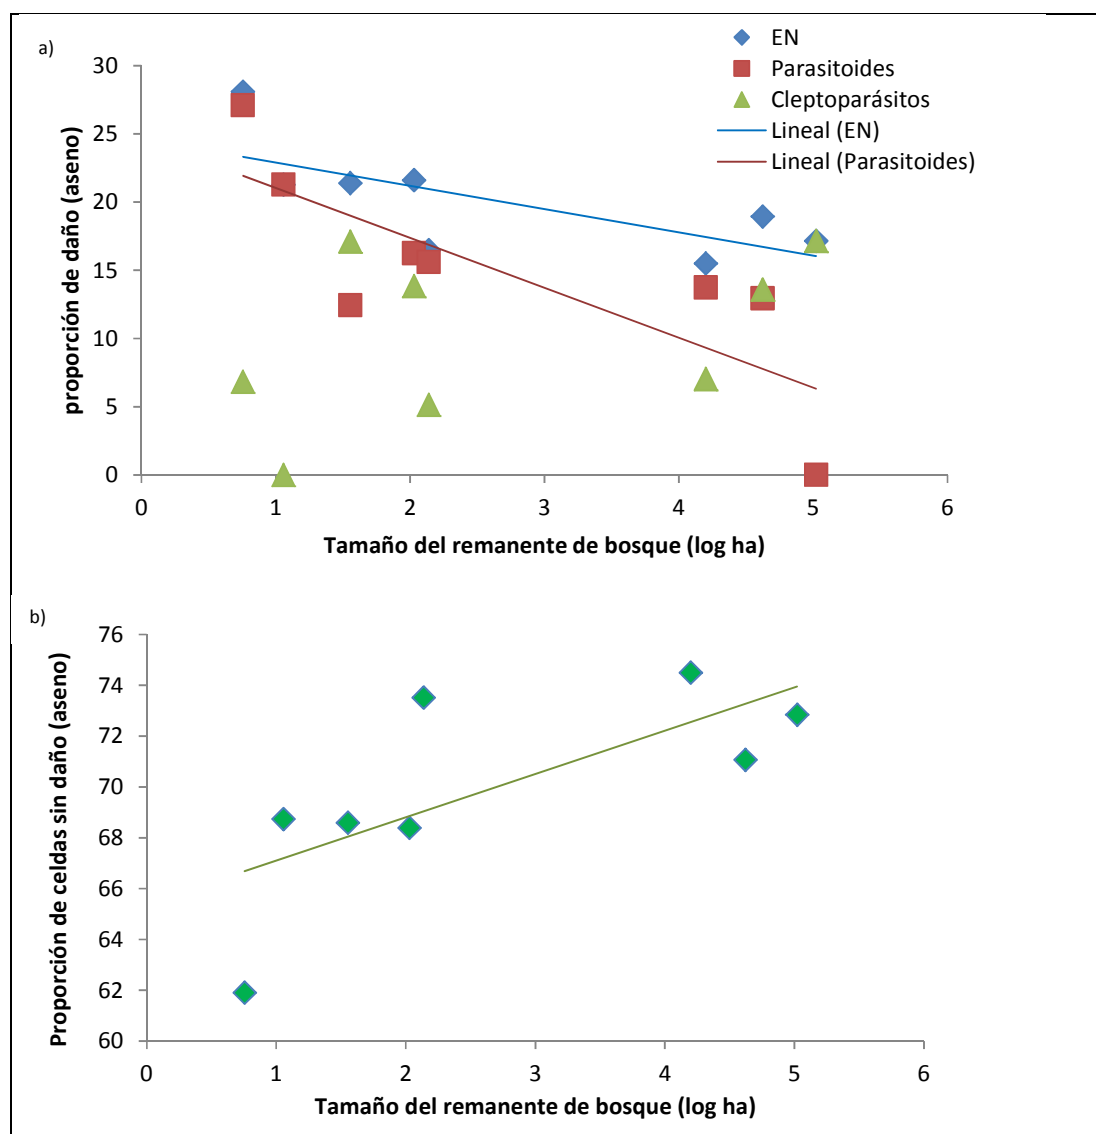 a)
EN
Parasitoides
Cleptoparásitos
Lineal (EN)
Lineal (Parasitoides)
proporción de daño (aseno)
30
25
20
15
10
5
0
0 1 2 3 4 5 6
Tamaño del remanente de bosque (log ha)
b)
Proporción de celdas sin daño (aseno)
76
74
72
70
68
66
64
62
60
0 1 2 3 4 5 6
Tamaño del remanente de bosque (log ha)